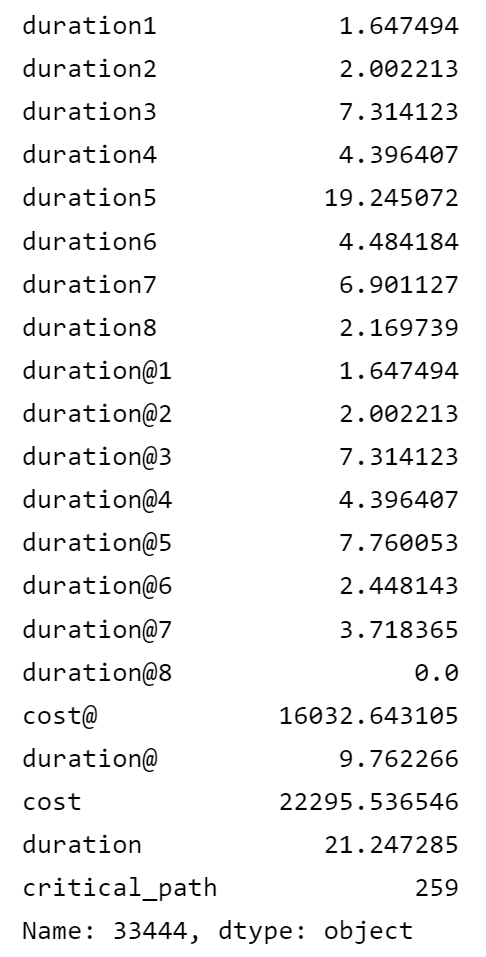 duration1 1.647494
duration2 2.002213
duration3 7.314123
duration4 4.396407
duration5 19.245072
duration6 4.484184
duration7 6.901127
duration8 2.169739
duration@1 1.647494
duration@2 2.002213
duration@3 7.314123
duration@4 4.396407
duration@5 7.760053
duration@6 2.448143
duration@7 3.718365
duration@8 0.0
cost@ 16032.643105
duration@ 9.762266
cost 22295.536546
duration 21.247285
critical_path 259
Name: 33444, dtype: object